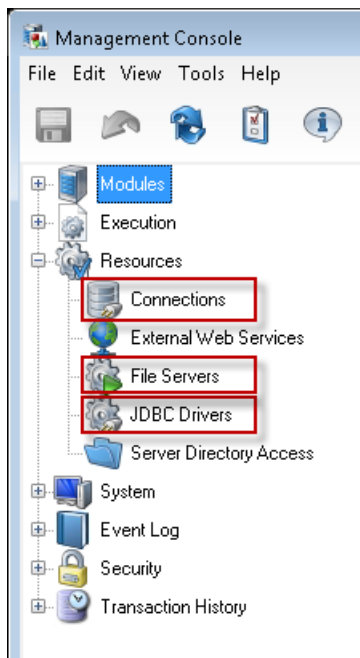 Management Console
File Edit View Tools Help
Modules
Execution
Resources
Connections
External Web Services
File Servers
JDBC Drivers
Server Directory Access
System
Event Log
Security
Transaction History